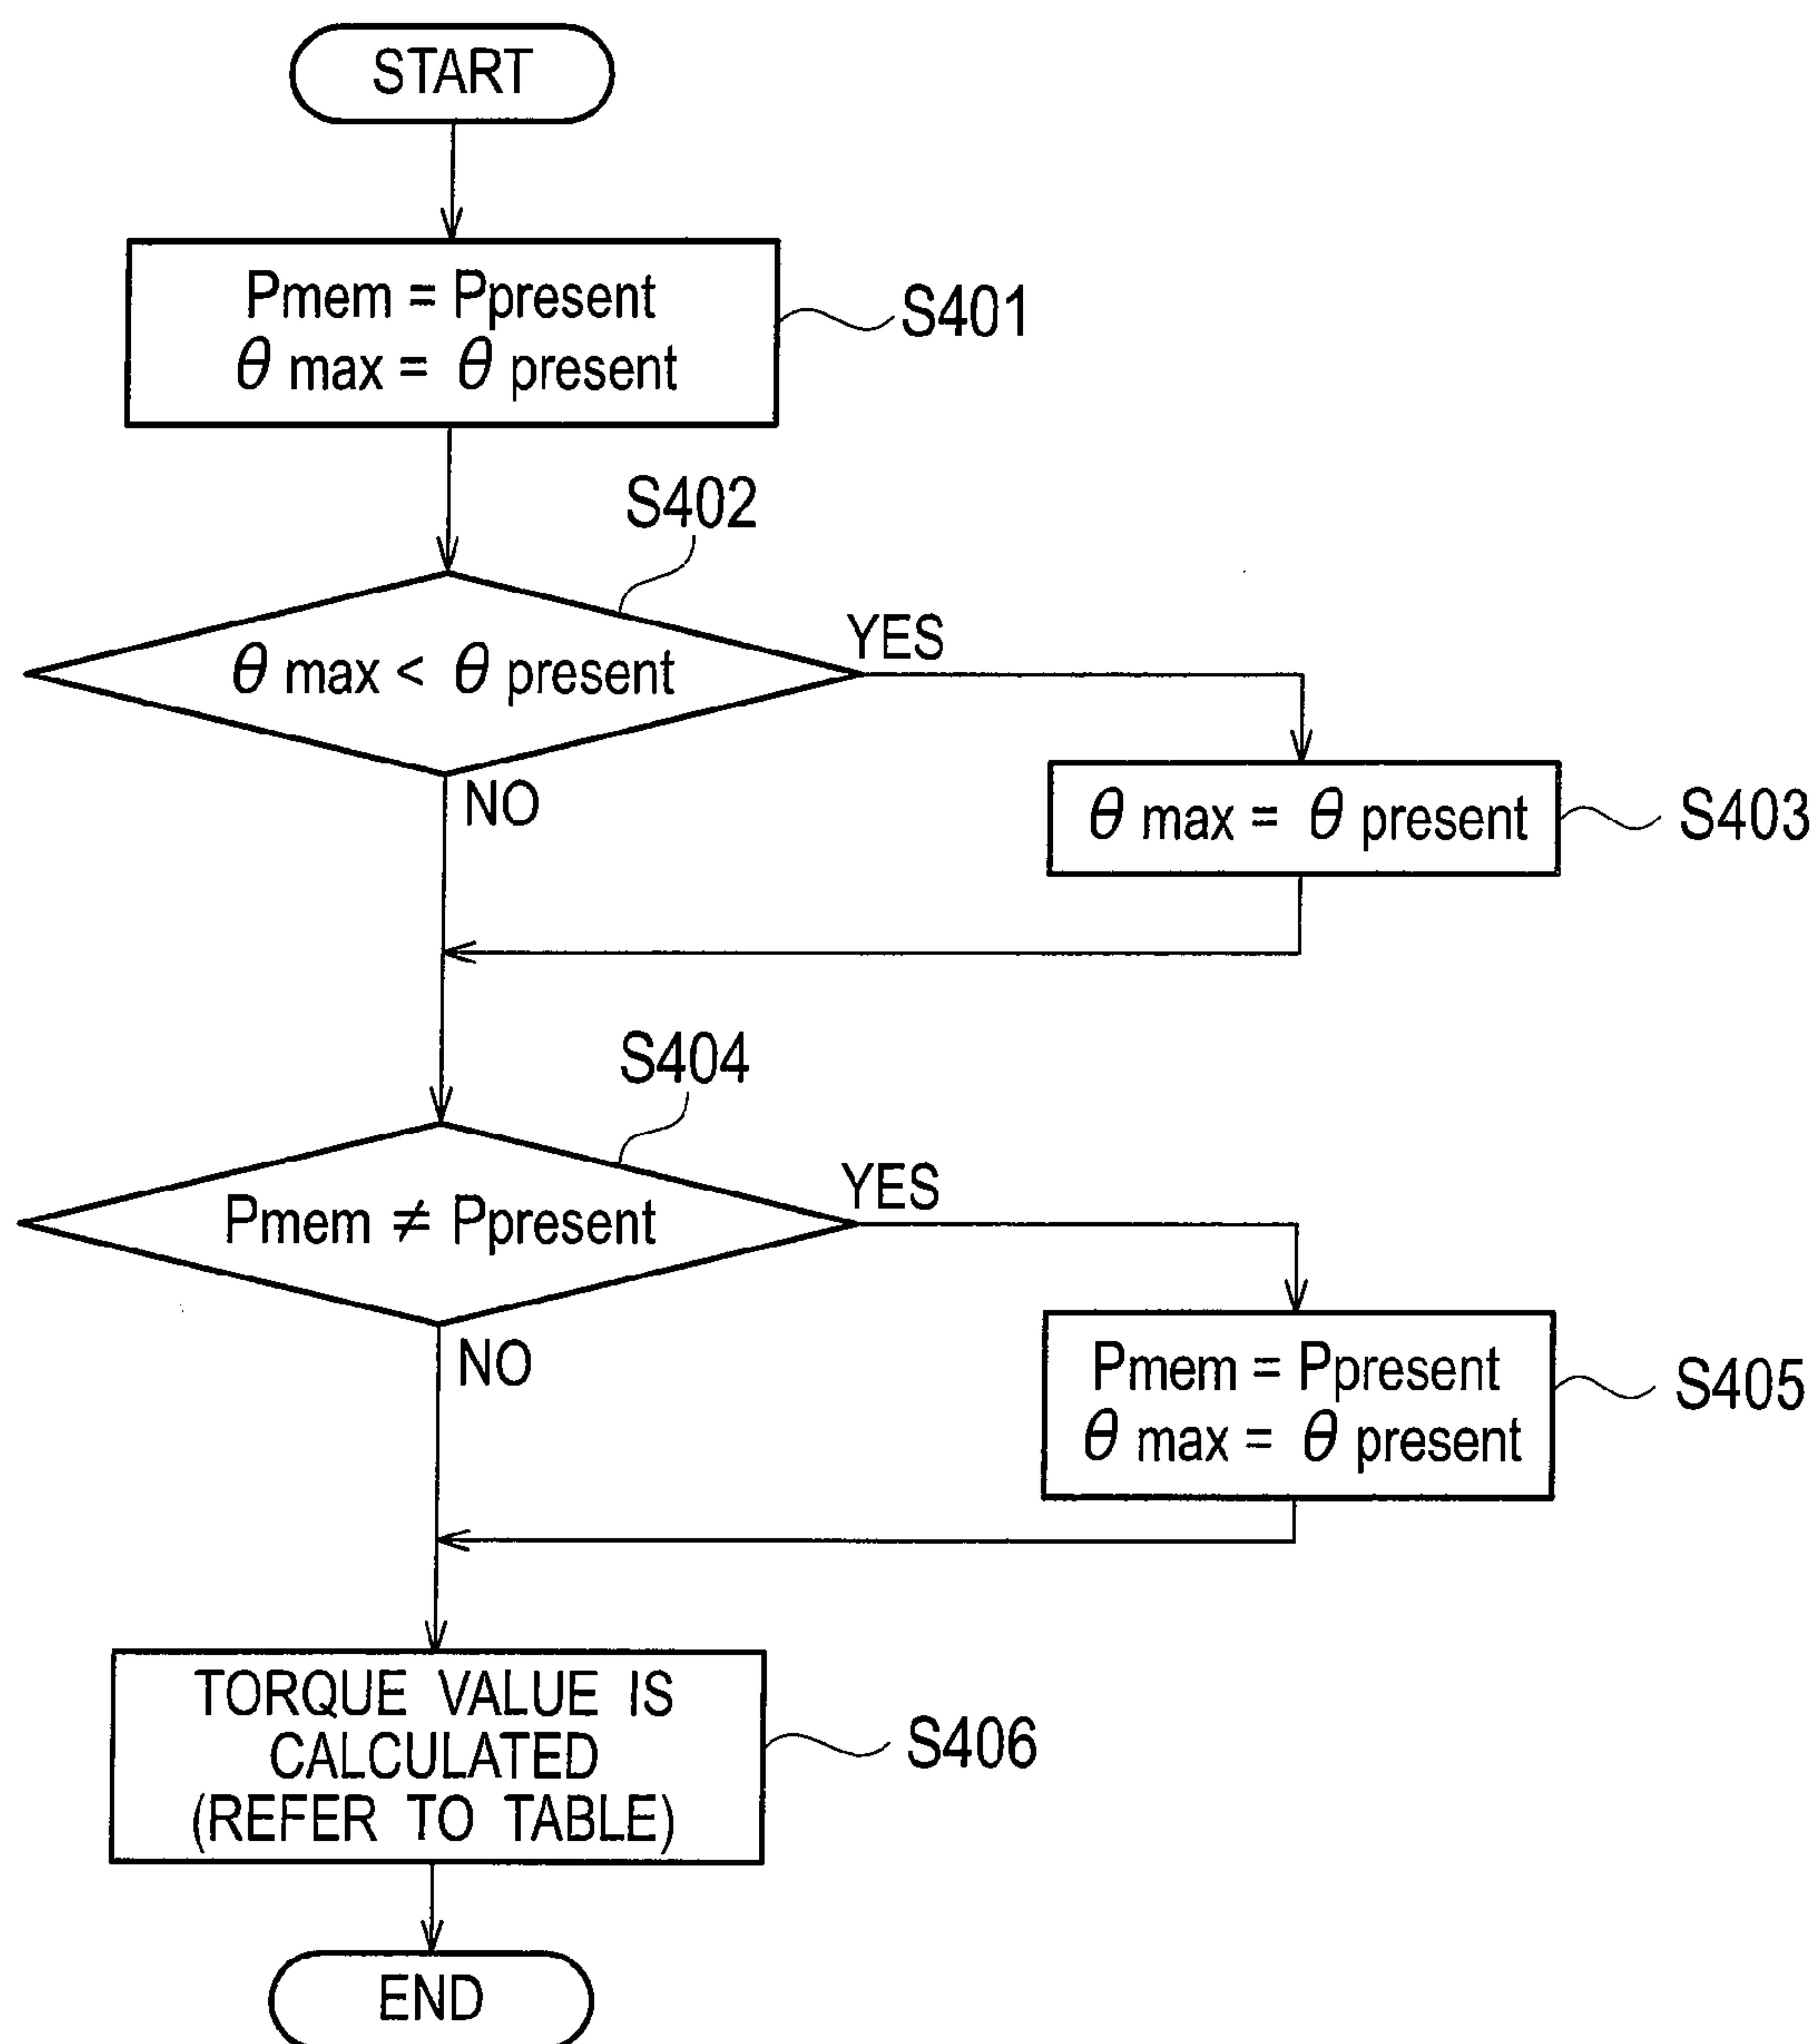 START
Pmem = Ppresent
θ max = θ present
S401
S402
θ max < θ present
YES
NO
θ max = θ present
S403
S404
Pmem ≠ Ppresent
YES
NO
Pmem = Ppresent
θ max = θ present
S405
TORQUE VALUE IS
CALCULATED
(REFER TO TABLE)
S406
END